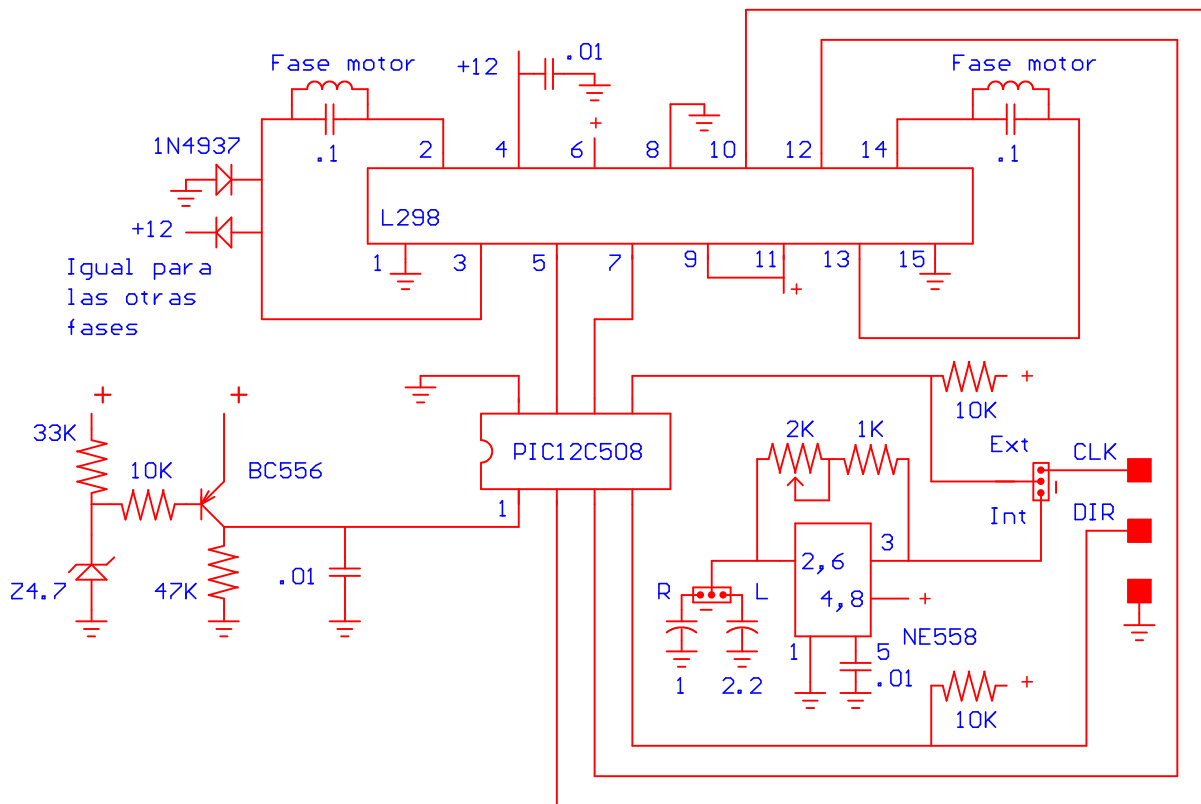 Fase motor
+12
.01
Fase motor
1N4937
.1
2
4
+
6
8
10
12
14
.1
L298
+12
1
3
5
7
9
11
13
15
+
Igual para
las otras
fases
+
+
+
10K
33K
10K
BC556
PIC12C508
2K
1K
Ext
CLK
1
Int
DIR
Z4.7
47K
.01
2,6
3
4,8
+
R
L
NE558
1
5
.01
1
2.2
+
10K